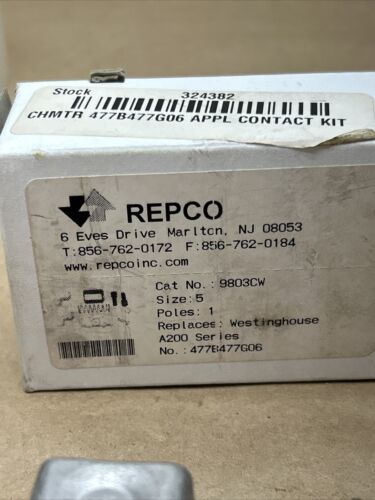 Stock 324382
CHMTR 477B477G06 APPL CONTACT KIT
REPCO
6 Eves Drive Marlton, NJ 08053
T:856-762-0172 F:856-762-0184
www.repcoinc.com
Cat No.: 9803CW
Size: 5
Poles: 1
Replaces: Westinghouse
A200 Series
No.: 477B477G06